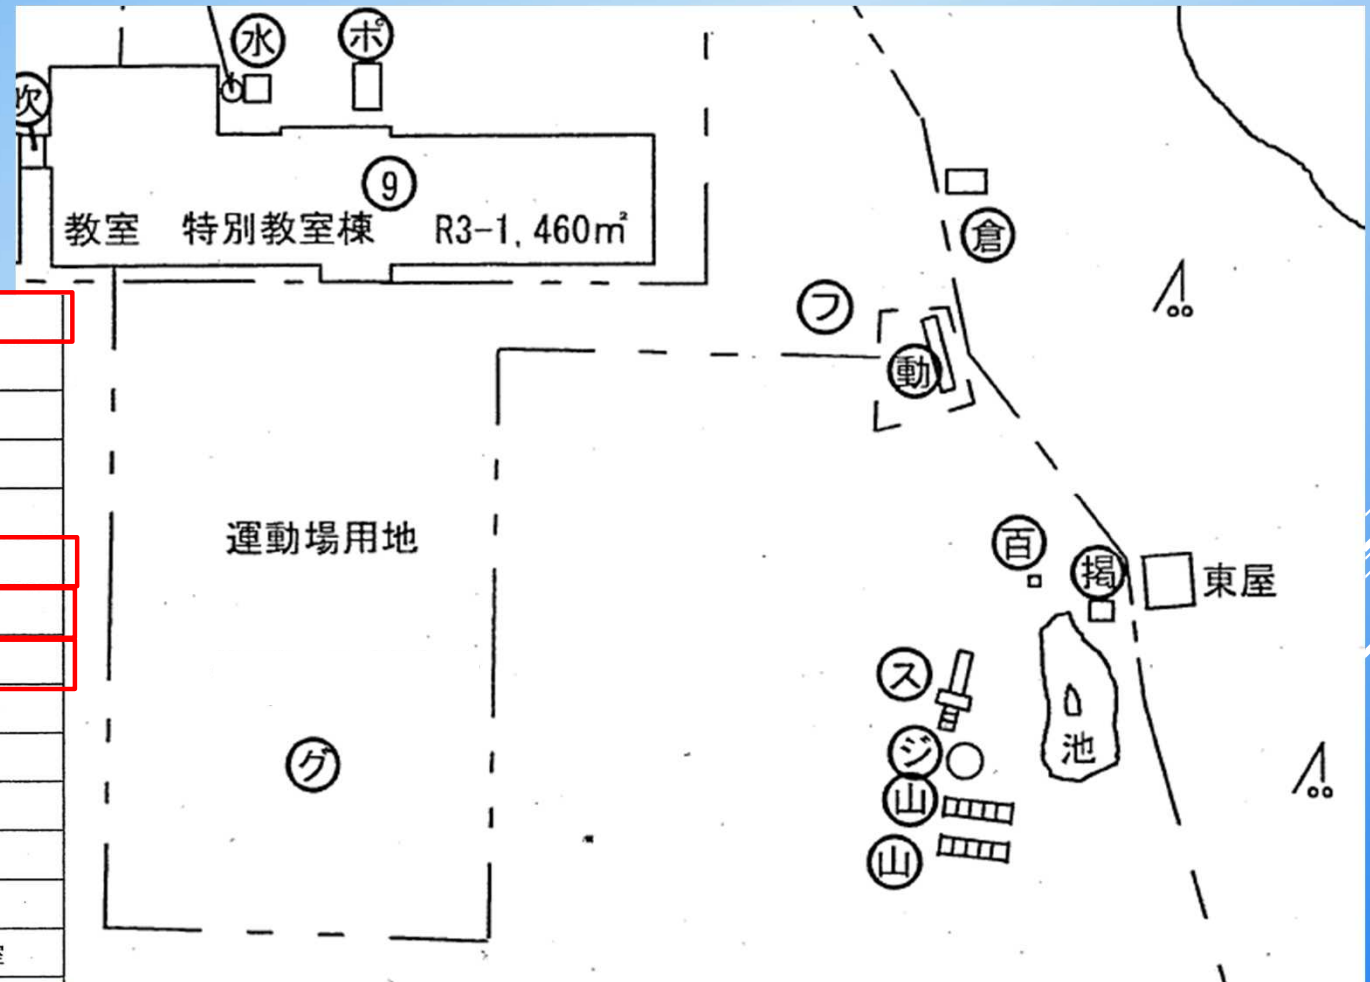 水
ポ
吹
9
教室 特別教室棟 R3-1,460㎡
倉
フ
動
運動場用地
百
掲
東屋
ス
ジ
池
グ
山
山